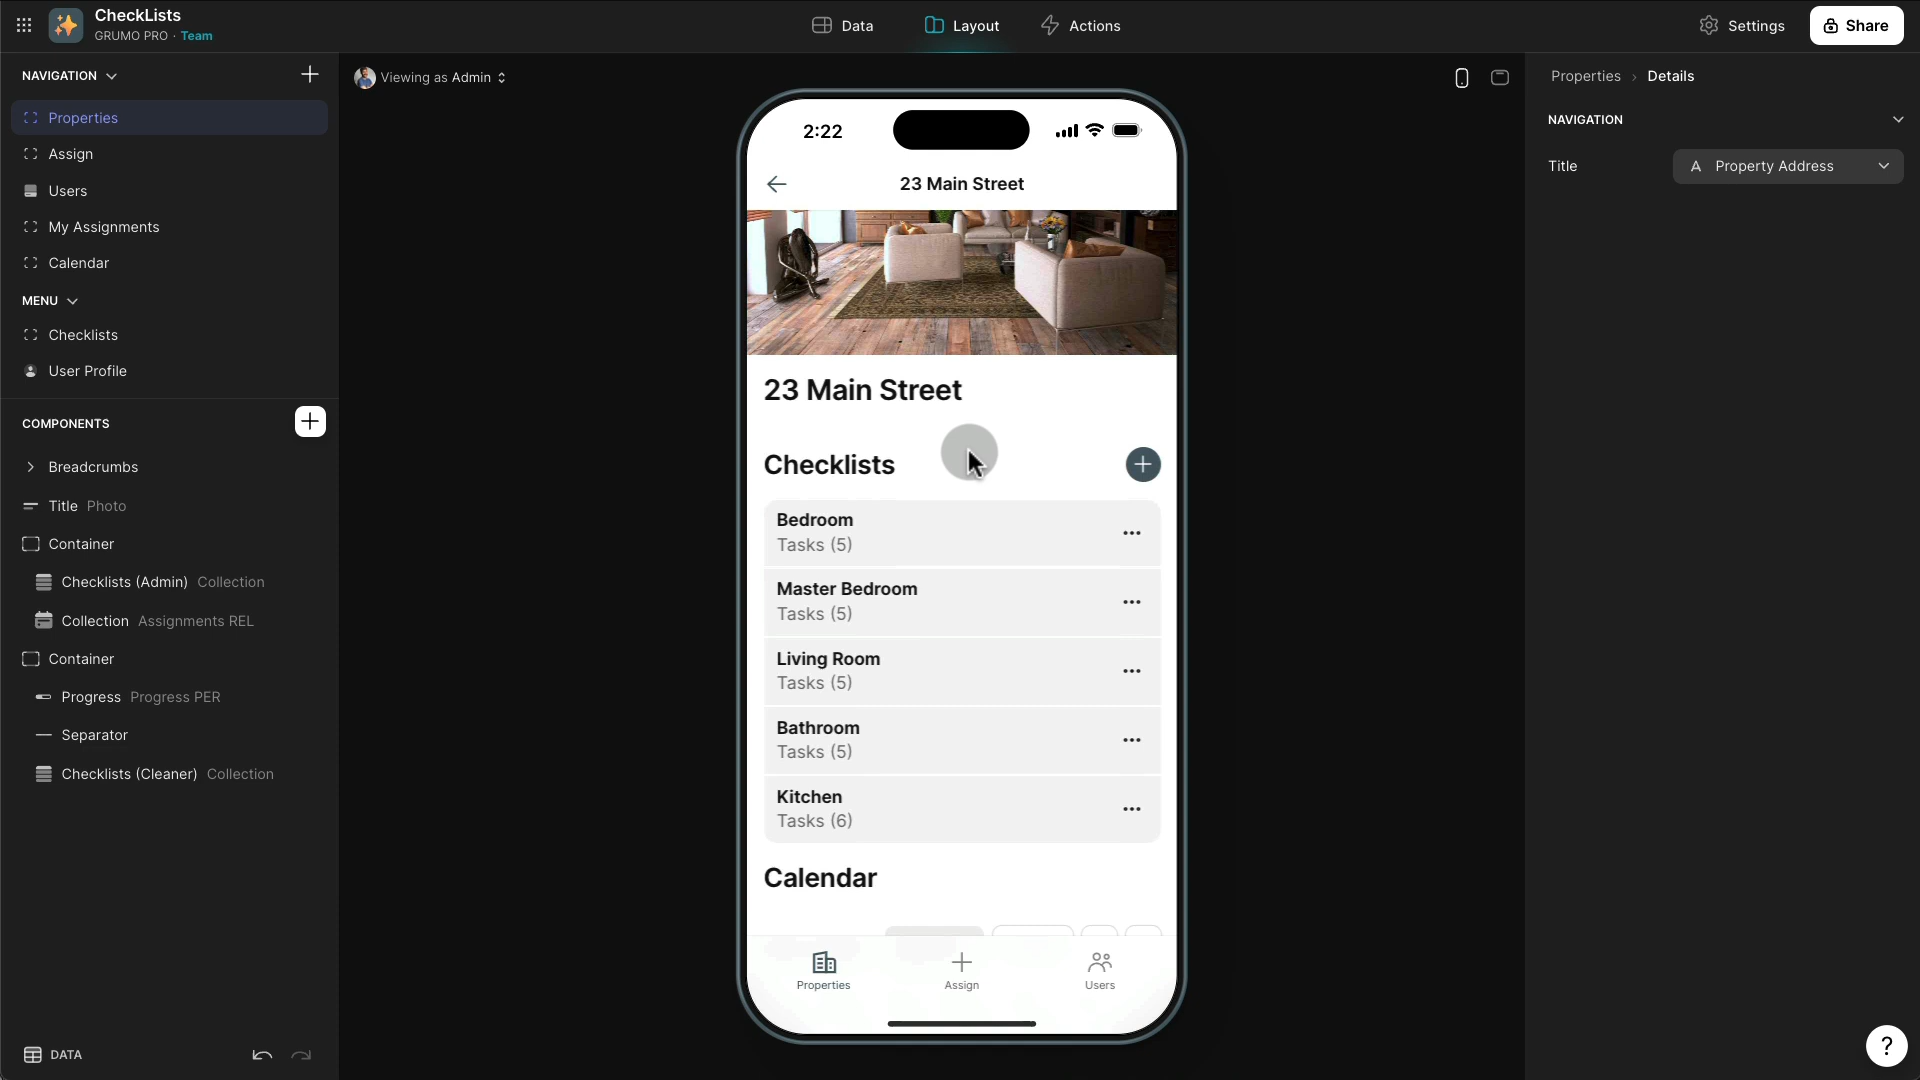 CheckLists
GRUMO PRO · Team
Data
Layout
Actions
Settings
Share
NAVIGATION
Properties
Assign
Users
My Assignments
Calendar
MENU
Checklists
User Profile
COMPONENTS
Breadcrumbs
Title Photo
Container
Checklists (Admin) Collection
Collection Assignments REL
Container
Progress Progress PER
Separator
Checklists (Cleaner) Collection
DATA
Viewing as Admin
2:22
23 Main Street
23 Main Street
Checklists
Bedroom
Tasks (5)
Master Bedroom
Tasks (5)
Living Room
Tasks (5)
Bathroom
Tasks (5)
Kitchen
Tasks (6)
Calendar
Properties
Assign
Users
Properties › Details
NAVIGATION
Title
A Property Address
?